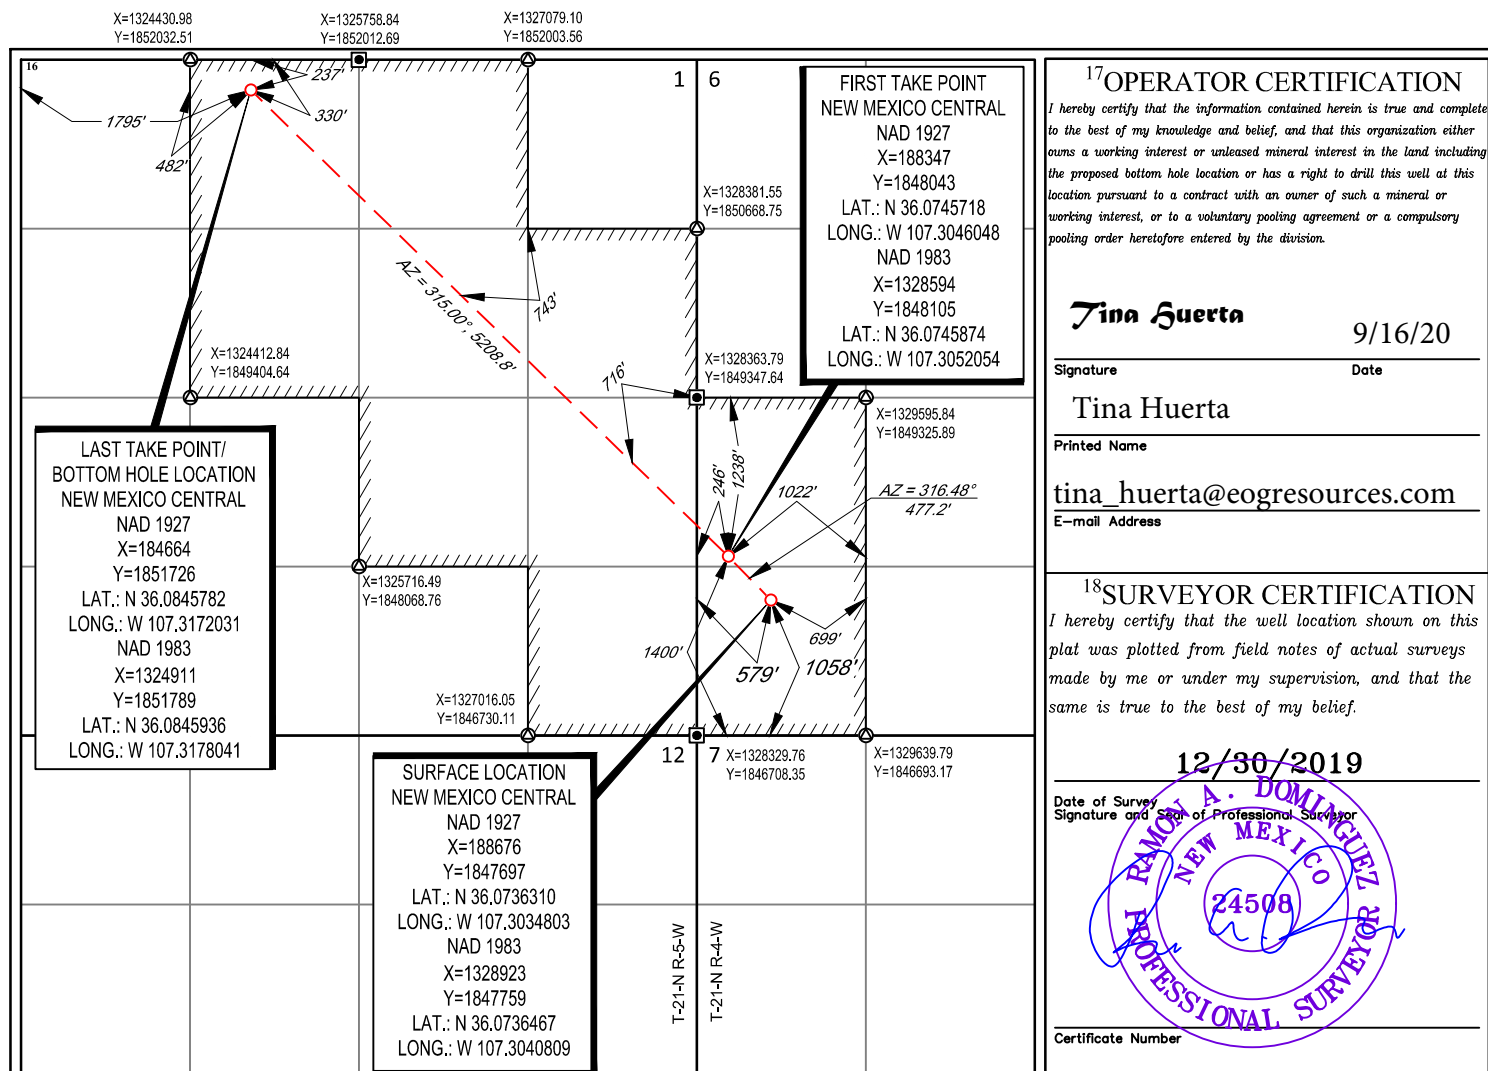 X=1324430.98
Y=1852032.51
X=1325758.84
Y=1852012.69
X=1327079.10
Y=1852003.56
16
237'
330'
1795'
482'
1
6
FIRST TAKE POINT
NEW MEXICO CENTRAL
NAD 1927
X=188347
Y=1848043
LAT.: N 36.0745718
LONG.: W 107.3046048
NAD 1983
X=1328594
Y=1848105
LAT.: N 36.0745874
LONG.: W 107.3052054
X=1328381.55
Y=1850668.75
AZ = 315.00°, 5208.8'
743'
X=1324412.84
Y=1849404.64
716'
X=1328363.79
Y=1849347.64
X=1329595.84
Y=1849325.89
LAST TAKE POINT/
BOTTOM HOLE LOCATION
NEW MEXICO CENTRAL
NAD 1927
X=184664
Y=1851726
LAT.: N 36.0845782
LONG.: W 107.3172031
NAD 1983
X=1324911
Y=1851789
LAT.: N 36.0845936
LONG.: W 107.3178041
246'
1238'
1022'
AZ = 316.48°
477.2'
X=1325716.49
Y=1848068.76
1400'
579'
699'
1058'
X=1327016.05
Y=1846730.11
12
7
X=1328329.76
Y=1846708.35
X=1329639.79
Y=1846693.17
SURFACE LOCATION
NEW MEXICO CENTRAL
NAD 1927
X=188676
Y=1847697
LAT.: N 36.0736310
LONG.: W 107.3034803
NAD 1983
X=1328923
Y=1847759
LAT.: N 36.0736467
LONG.: W 107.3040809
T-21-N R-5-W
T-21-N R-4-W
17OPERATOR CERTIFICATION
I hereby certify that the information contained herein is true and complete
to the best of my knowledge and belief, and that this organization either
owns a working interest or unleased mineral interest in the land including
the proposed bottom hole location or has a right to drill this well at this
location pursuant to a contract with an owner of such a mineral or
working interest, or to a voluntary pooling agreement or a compulsory
pooling order heretofore entered by the division.
Tina Huerta
9/16/20
Signature Date
Tina Huerta
Printed Name
tina_huerta@eogresources.com
E-mail Address
18SURVEYOR CERTIFICATION
I hereby certify that the well location shown on this
plat was plotted from field notes of actual surveys
made by me or under my supervision, and that the
same is true to the best of my belief.
12/30/2019
Date of Survey
Signature and Seal of Professional Surveyor
RAMON A. DOMINGUEZ
NEW MEXICO
24508
PROFESSIONAL SURVEYOR
Certificate Number